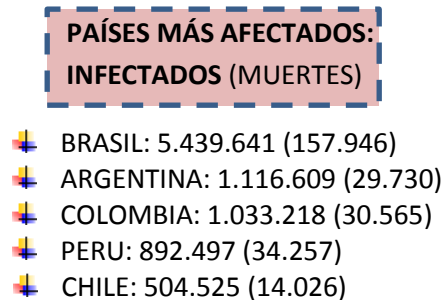 PAÍSES MÁS AFECTADOS:
INFECTADOS (MUERTES)
BRASIL: 5.439.641 (157.946)
ARGENTINA: 1.116.609 (29.730)
COLOMBIA: 1.033.218 (30.565)
PERU: 892.497 (34.257)
CHILE: 504.525 (14.026)